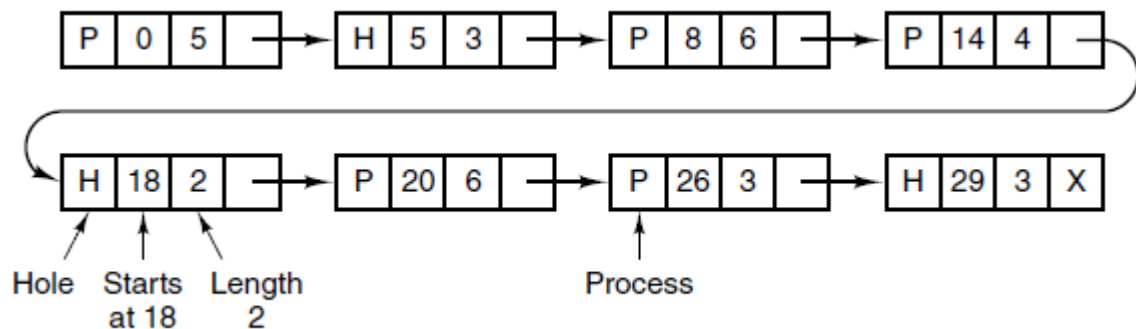 P 0 5 H 5 3 P 8 6 P 14 4
H 18 2 P 20 6 P 26 3 H 29 3 X
Hole Starts Length Process
at 18 2